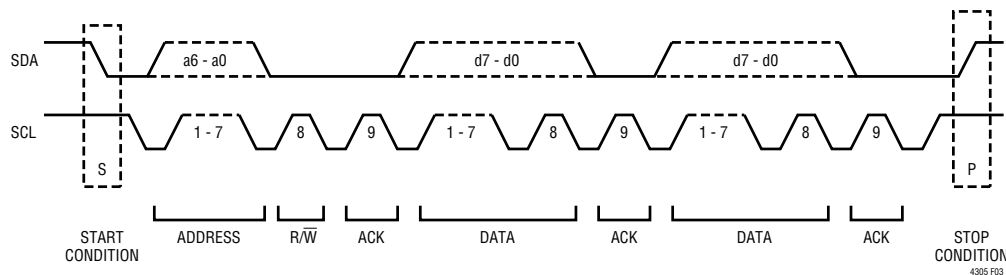 SDA
a6 - a0
d7 - d0
d7 - d0
SCL
1 - 7
8
9
1 - 7
8
9
1 - 7
8
9
S
P
START CONDITION
ADDRESS
R/W̅
ACK
DATA
ACK
DATA
ACK
STOP CONDITION
4305 F03